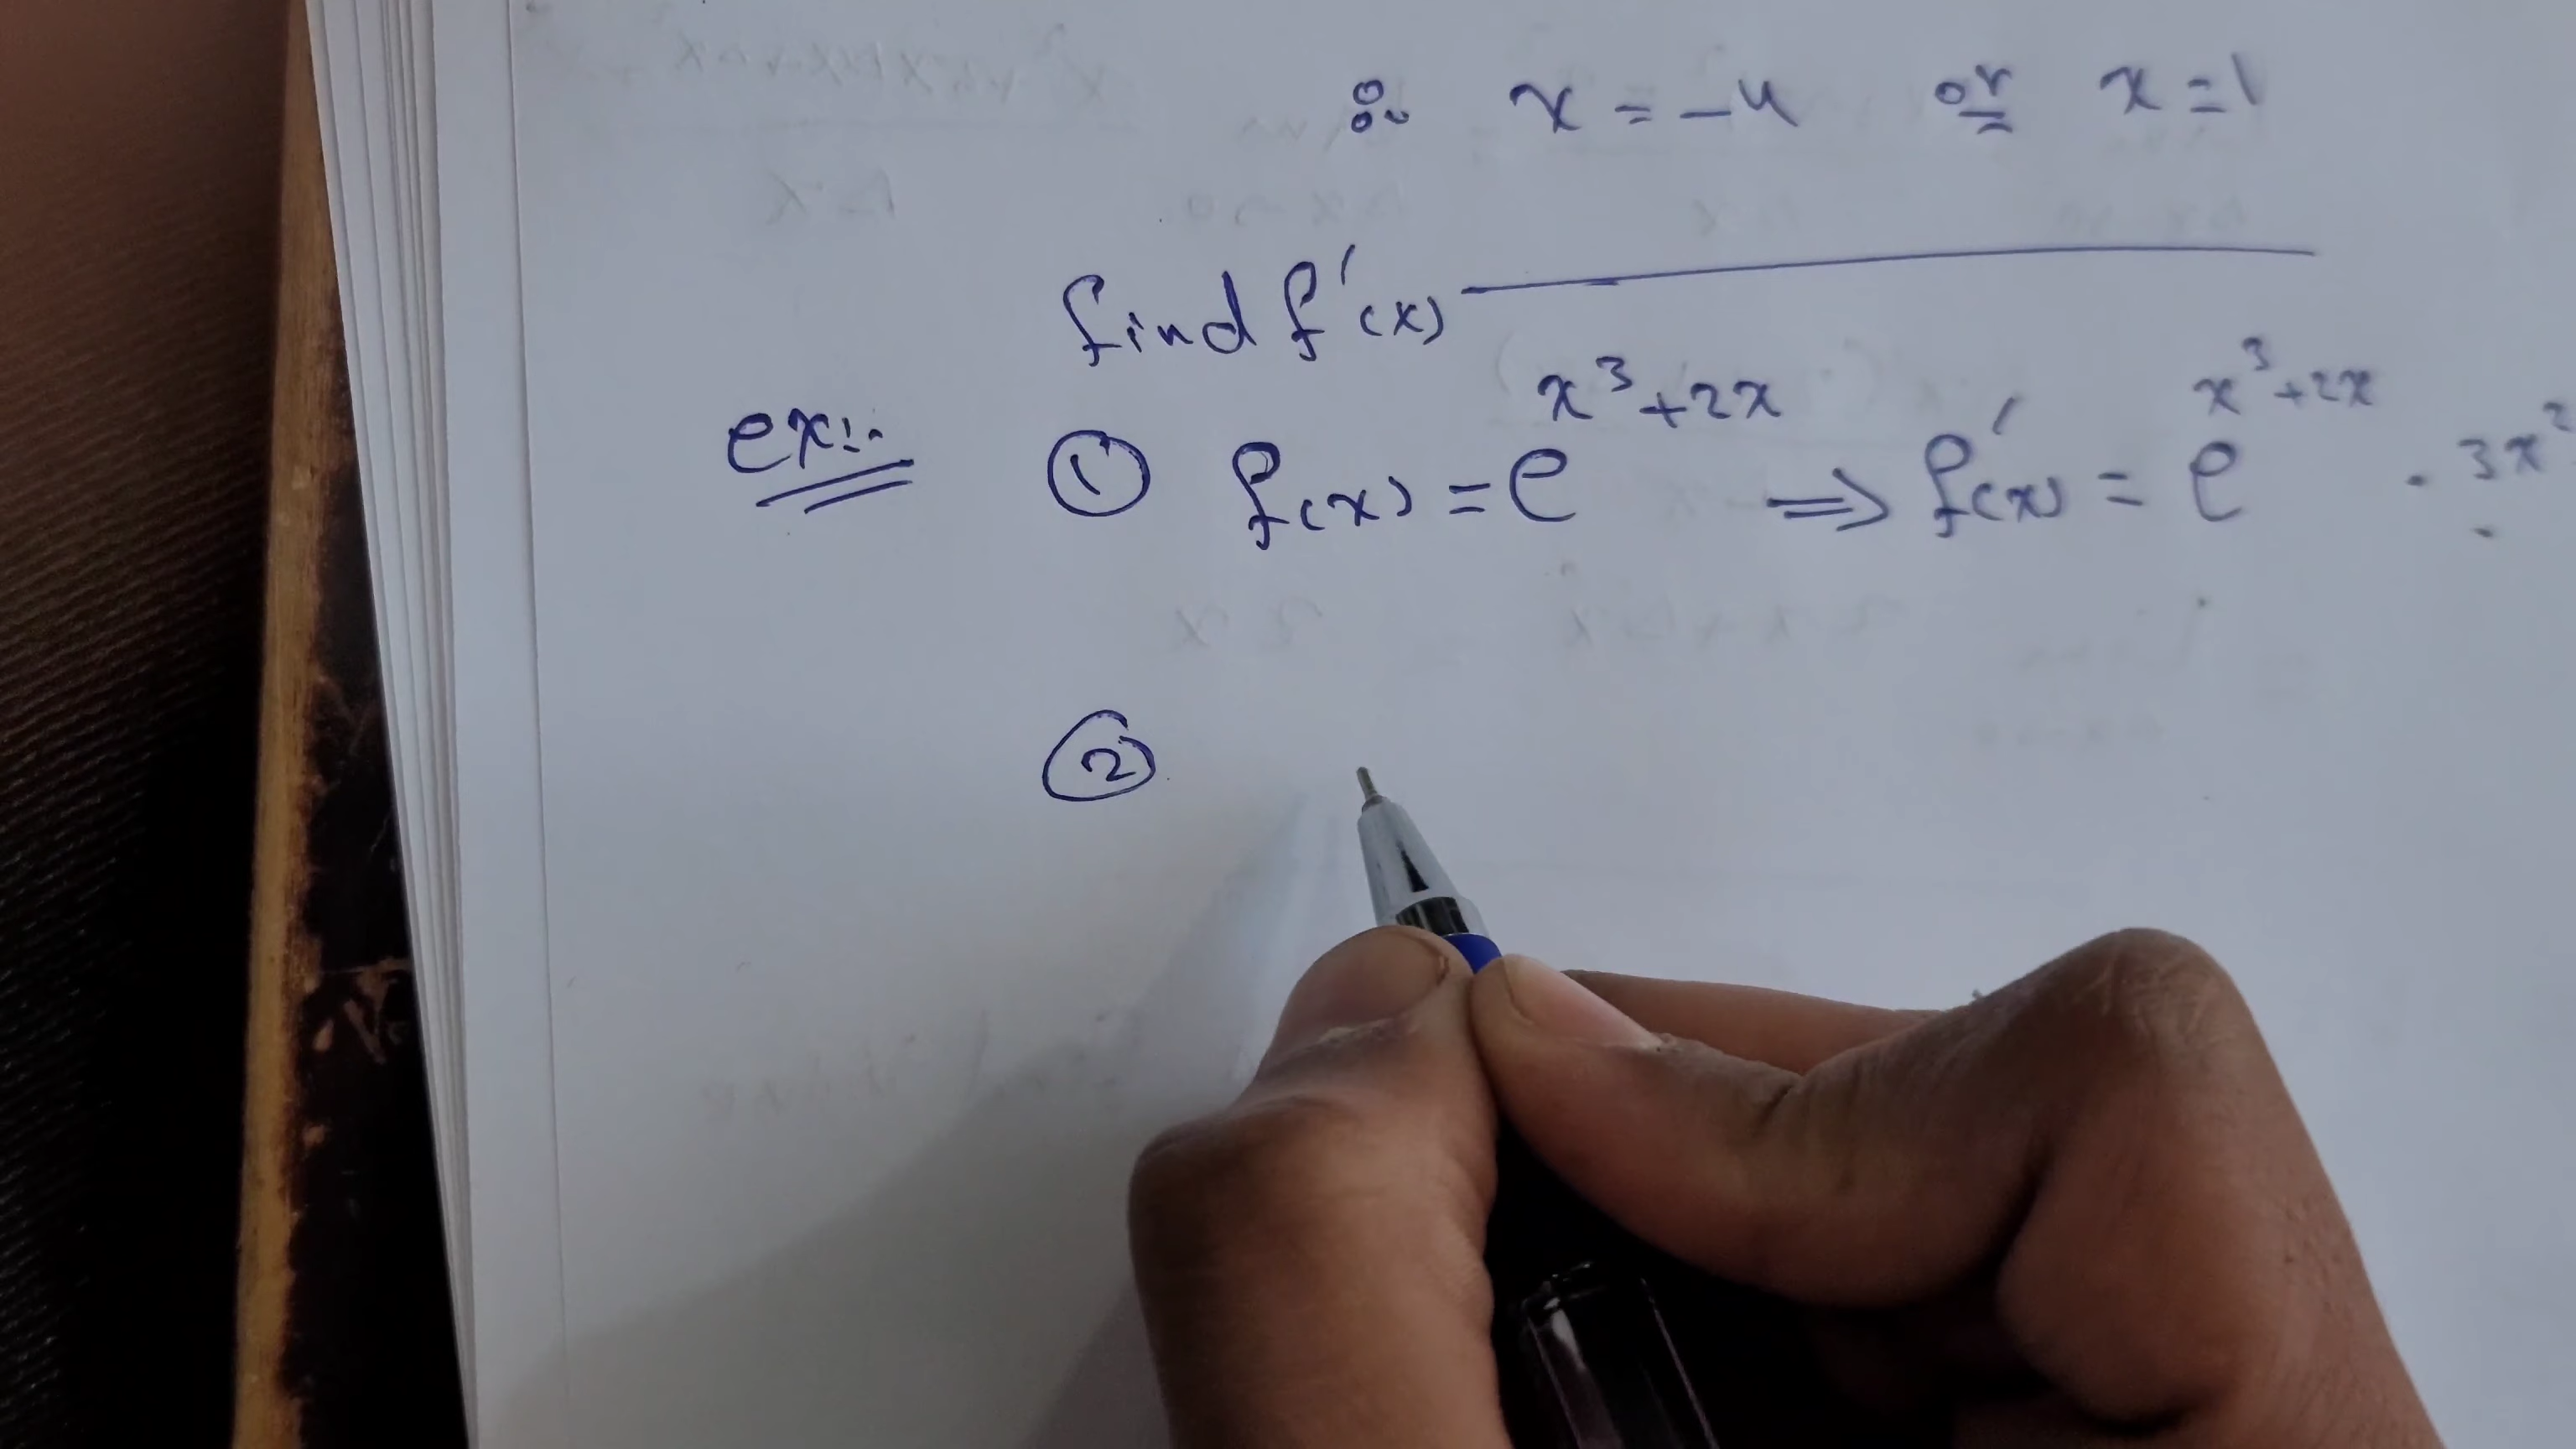 ∴ x = -4 or x = 1
find f'(x)
ex:- ① f(x) = e^{x³+2x} ⇒ f'(x) = e^{x³+2x} · 3x²
②